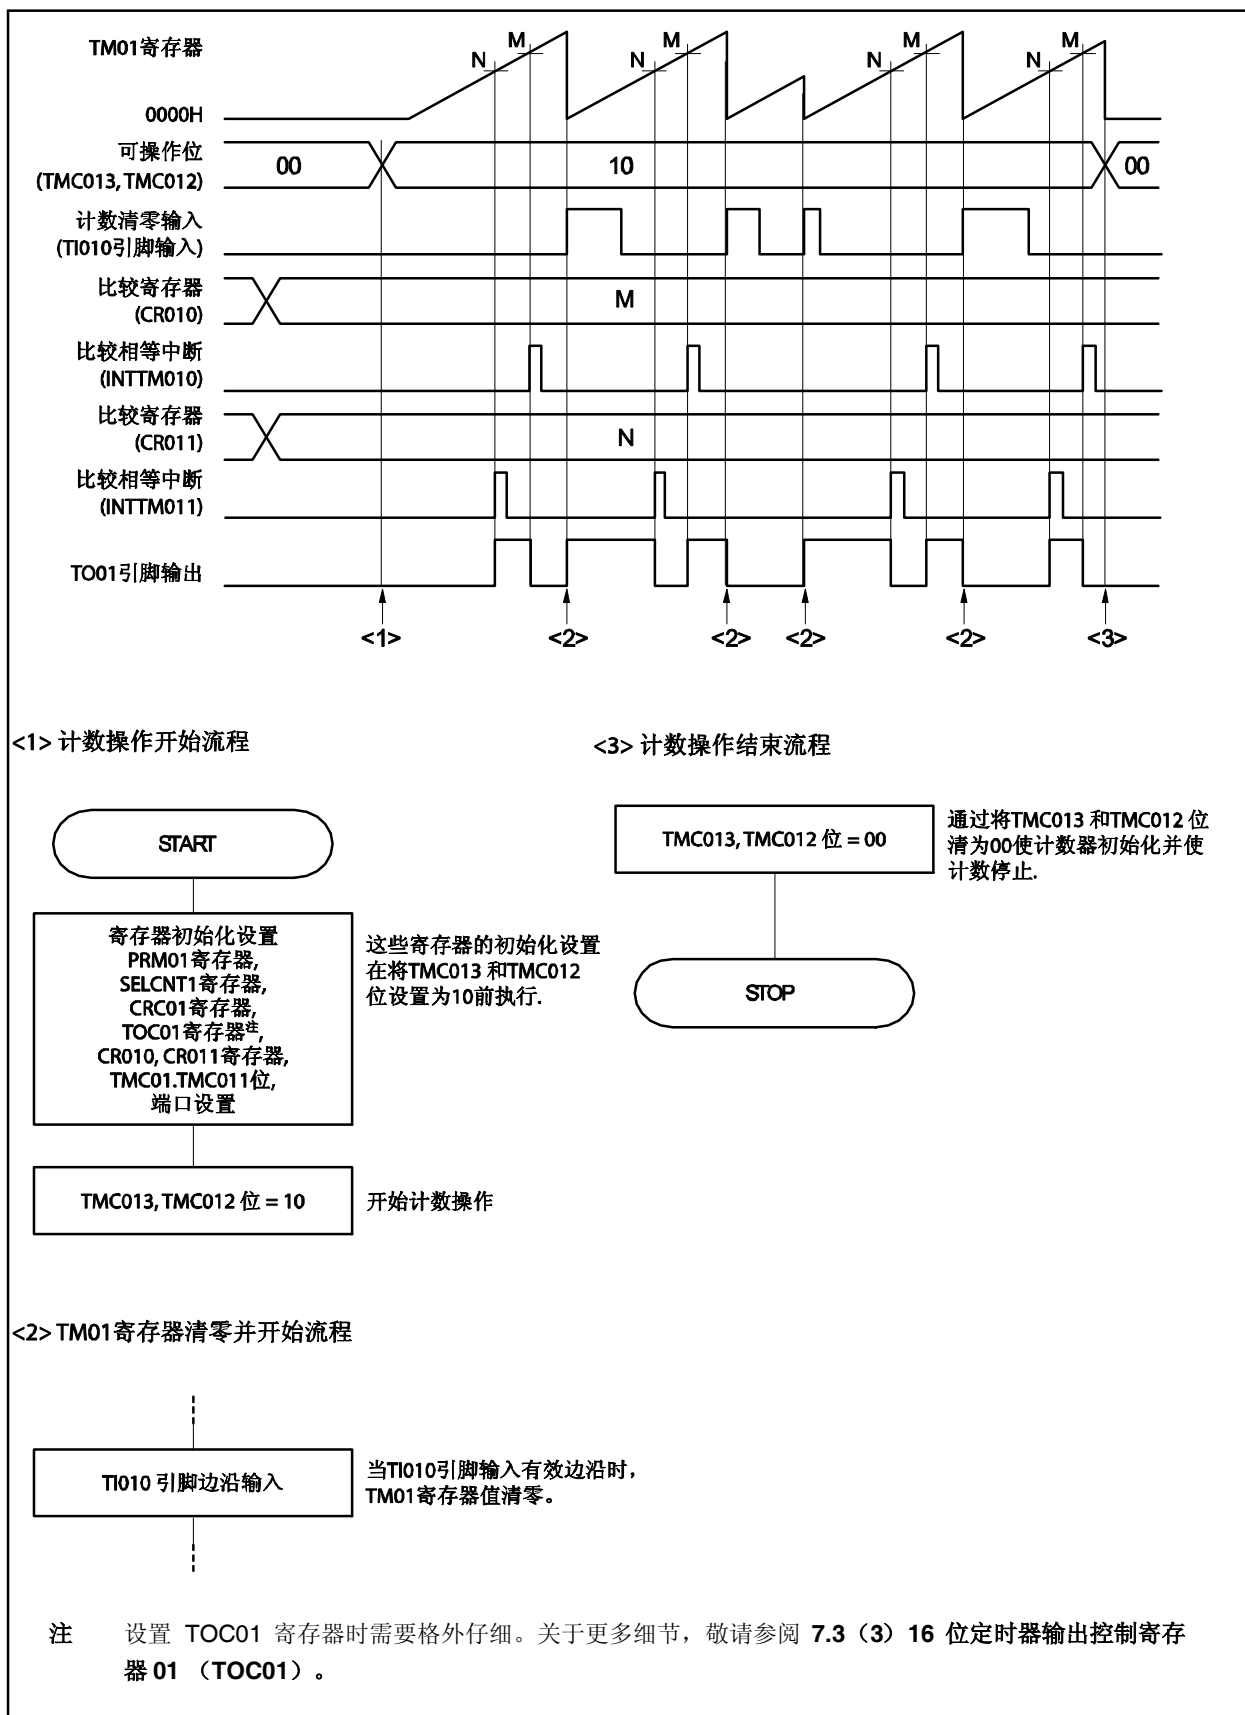 TM01寄存器
N
M
N
M
N
M
N
M
0000H
可操作位
(TMC013, TMC012)
00
10
00
计数清零输入
(TI010引脚输入)
比较寄存器
(CR010)
M
比较相等中断
(INTTM010)
比较寄存器
(CR011)
N
比较相等中断
(INTTM011)
TO01引脚输出
<1>
<2>
<2>
<2>
<2>
<3>
<1> 计数操作开始流程
START
寄存器初始化设置
PRM01寄存器,
SELCNT1寄存器,
CRC01寄存器,
TOC01寄存器注,
CR010, CR011寄存器,
TMC01.TMC011位,
端口设置
这些寄存器的初始化设置
在将TMC013 和TMC012
位设置为10前执行.
TMC013, TMC012 位 = 10
开始计数操作
<3> 计数操作结束流程
TMC013, TMC012 位 = 00
通过将TMC013 和TMC012 位
清为00使计数器初始化并使
计数停止.
STOP
<2> TM01寄存器清零并开始流程
TI010 引脚边沿输入
当TI010引脚输入有效边沿时，
TM01寄存器值清零。
注 设置 TOC01 寄存器时需要格外仔细。关于更多细节，敬请参阅 7.3（3）16 位定时器输出控制寄存
器 01 （TOC01）。